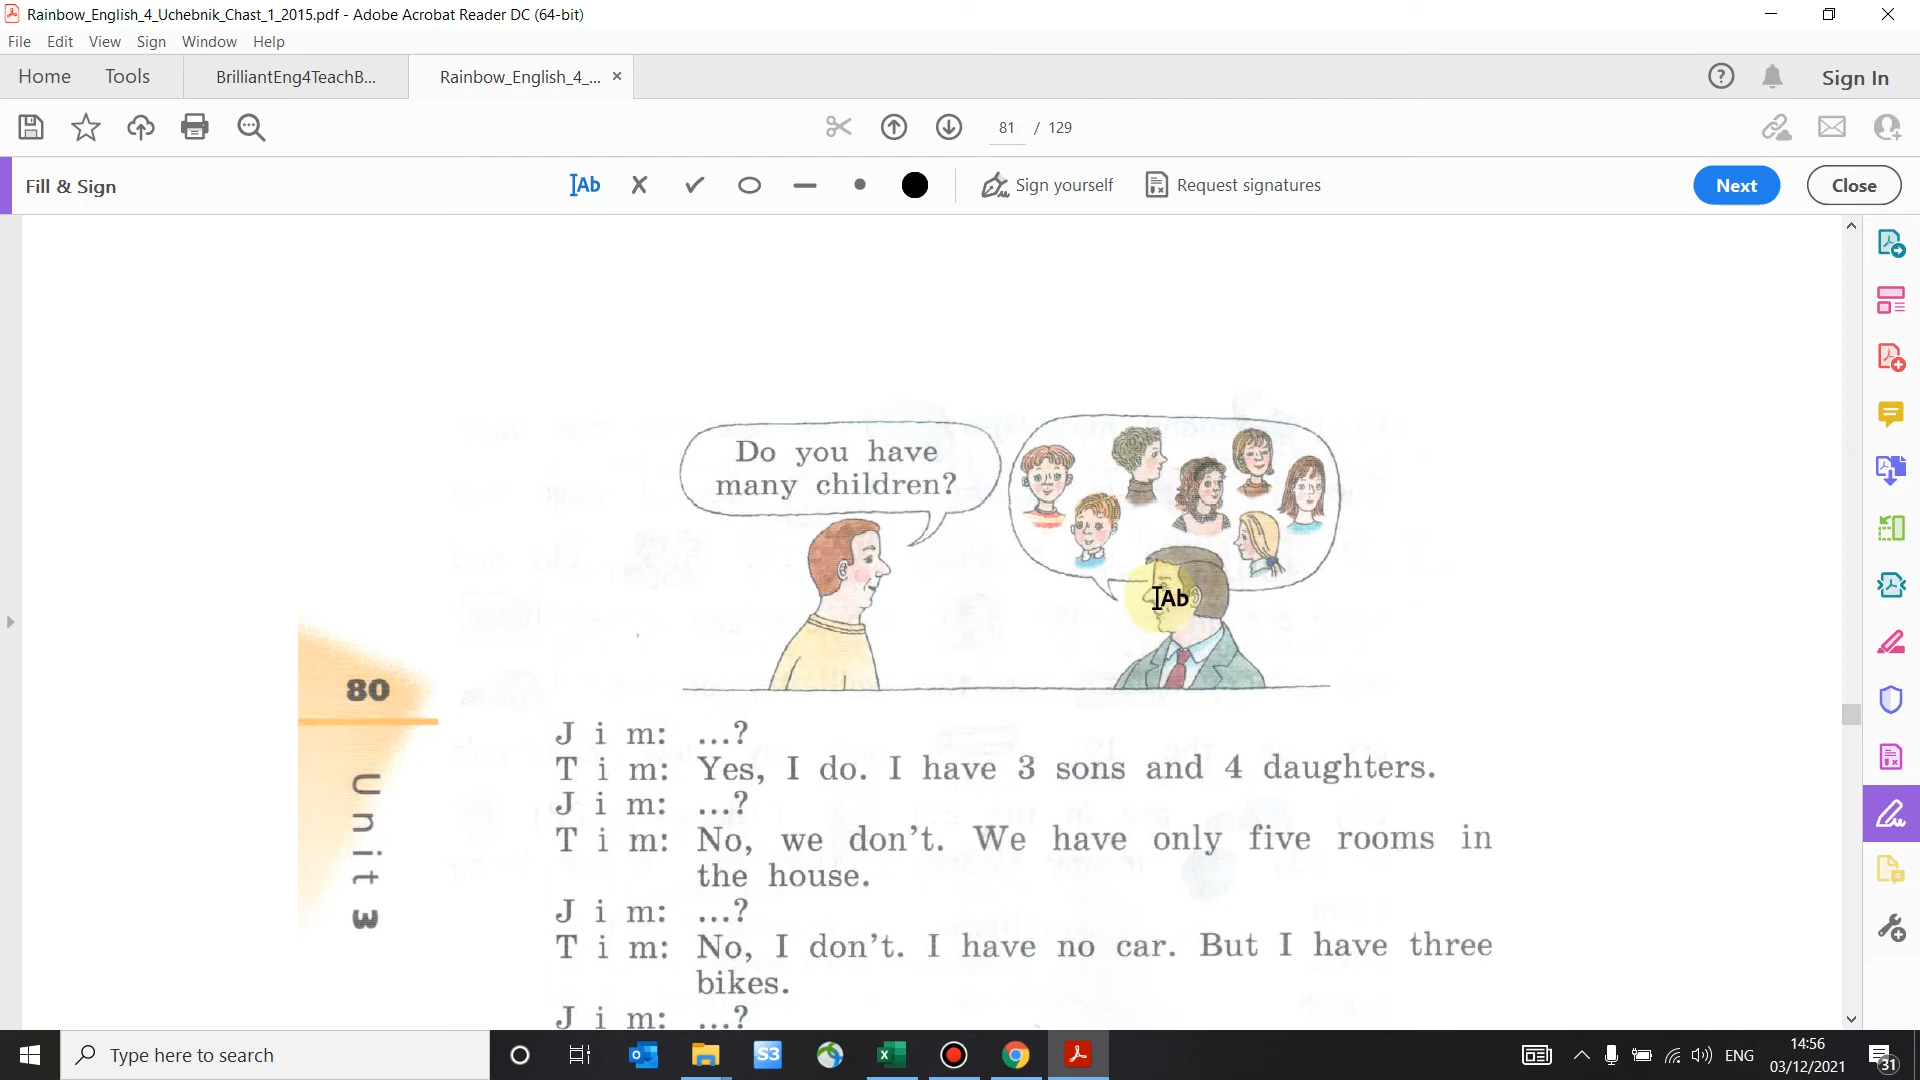 Rainbow_English_4_Uchebnik_Chast_1_2015.pdf - Adobe Acrobat Reader DC (64-bit)
File Edit View Sign Window Help
Home Tools BrilliantEng4TeachB... Rainbow_English_4_... × Sign In
81 / 129
Fill & Sign Ab Sign yourself Request signatures Next Close
Do you have
many children?
Ab
80
Unit 3
Jim: ...?
Tim: Yes, I do. I have 3 sons and 4 daughters.
Jim: ...?
Tim: No, we don't. We have only five rooms in
the house.
Jim: ...?
Tim: No, I don't. I have no car. But I have three
bikes.
Jim: ...?
Type here to search
S3
ENG
14:56
03/12/2021
31